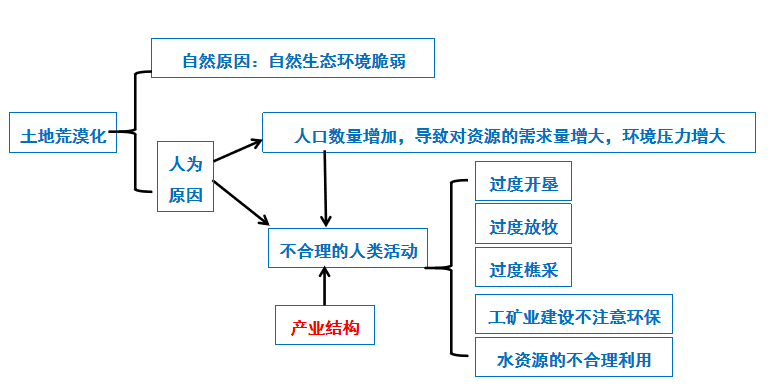 自然原因：自然生态环境脆弱
土地荒漠化
人口数量增加，导致对资源的需求量增大，环境压力增大
人为
原因
过度开垦
过度放牧
不合理的人类活动
过度樵采
产业结构
工矿业建设不注意环保
水资源的不合理利用